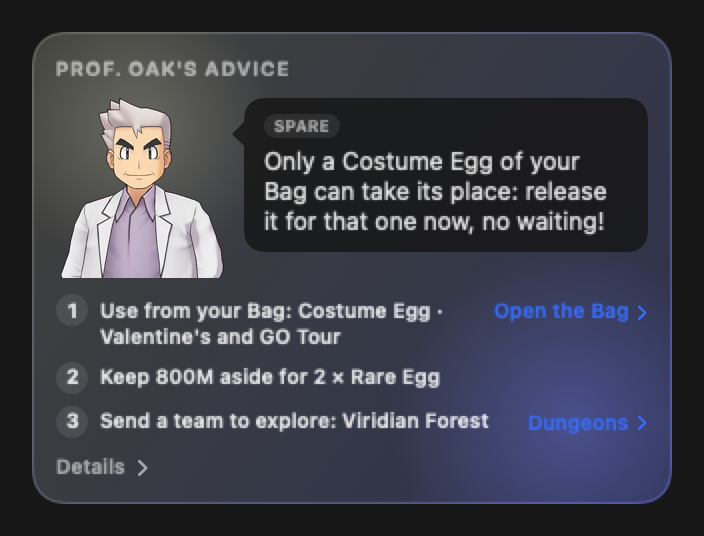 PROF. OAK'S ADVICE
SPARE
Only a Costume Egg of your
Bag can take its place: release
it for that one now, no waiting!
1 Use from your Bag: Costume Egg · Open the Bag >
Valentine's and GO Tour
2 Keep 800M aside for 2 × Rare Egg
3 Send a team to explore: Viridian Forest Dungeons >
Details >